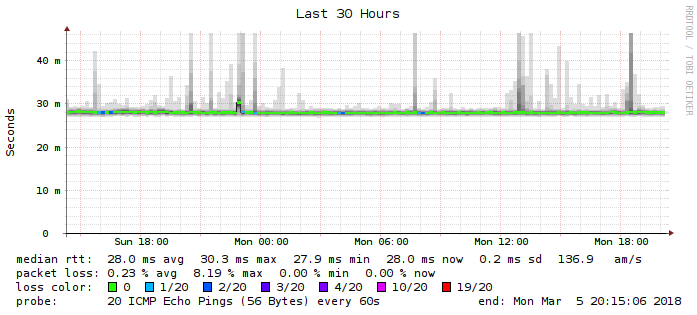 Last 30 Hours
RRDTOOL / TOBI OETIKER
Seconds
40 m
30 m
20 m
10 m
0
Sun 18:00 Mon 00:00 Mon 06:00 Mon 12:00 Mon 18:00
median rtt: 28.0 ms avg 30.3 ms max 27.9 ms min 28.0 ms now 0.2 ms sd 136.9 am/s
packet loss: 0.23 % avg 8.19 % max 0.00 % min 0.00 % now
loss color: 0 1/20 2/20 3/20 4/20 10/20 19/20
probe: 20 ICMP Echo Pings (56 Bytes) every 60s end: Mon Mar 5 20:15:06 2018